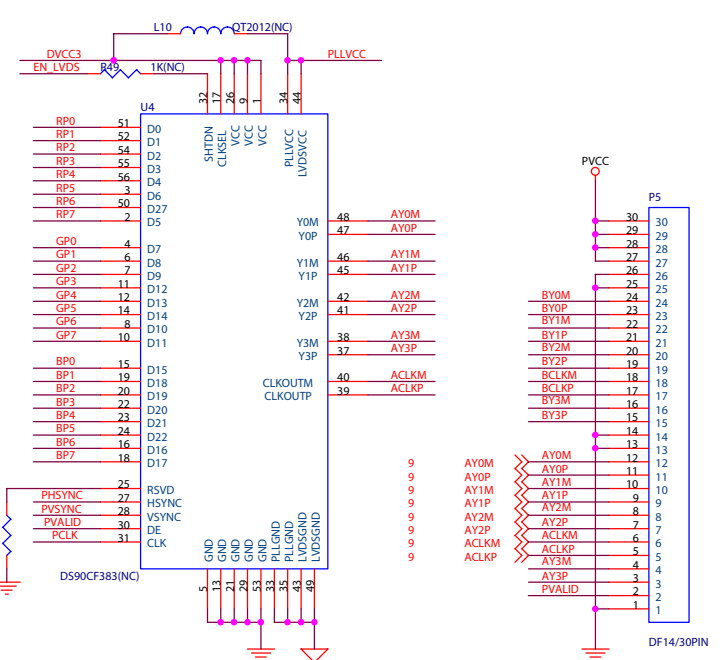 L10 QT2012(NC)
DVCC3 PLLVCC
EN_LVDS R49 1K(NC)
32 17 26 9 1 34 44
U4
SHTDN CLKSEL VCC VCC VCC PLLVCC LVDSVCC
RP0 51 D0
RP1 52 D1
RP2 54 D2
RP3 55 D3
RP4 56 D4
RP5 3 D6
RP6 50 D27
RP7 2 D5
GP0 4 D7
GP1 6 D8
GP2 7 D9
GP3 11 D12
GP4 12 D13
GP5 14 D14
GP6 8 D10
GP7 10 D11
BP0 15 D15
BP1 19 D18
BP2 20 D19
BP3 22 D20
BP4 23 D21
BP5 24 D22
BP6 16 D16
BP7 18 D17
25 RSVD
PHSYNC 27 HSYNC
PVSYNC 28 VSYNC
PVALID 30 DE
PCLK 31 CLK
Y0M 48 AY0M
Y0P 47 AY0P
Y1M 46 AY1M
Y1P 45 AY1P
Y2M 42 AY2M
Y2P 41 AY2P
Y3M 38 AY3M
Y3P 37 AY3P
CLKOUTM 40 ACLKM
CLKOUTP 39 ACLKP
GND GND GND GND GND PLLGND PLLGND LVDSGND LVDSGND
5 13 21 29 53 33 35 43 49
DS90CF383(NC)
9 AY0M
9 AY0P
9 AY1M
9 AY1P
9 AY2M
9 AY2P
9 ACLKM
9 ACLKP
PVCC
P5
30 30
29 29
28 28
27 27
26 26
25 25
BY0M 24 24
BY0P 23 23
BY1M 22 22
BY1P 21 21
BY2M 20 20
BY2P 19 19
BCLKM 18 18
BCLKP 17 17
BY3M 16 16
BY3P 15 15
14 14
13 13
AY0M 12 12
AY0P 11 11
AY1M 10 10
AY1P 9 9
AY2M 8 8
AY2P 7 7
ACLKM 6 6
ACLKP 5 5
AY3M 4 4
AY3P 3 3
PVALID 2 2
1 1
DF14/30PIN